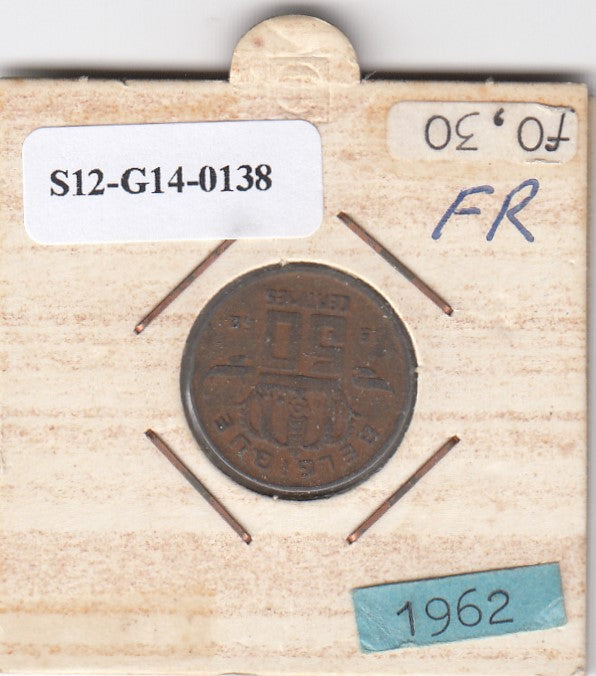 f0,30
S12-G14-0138
FR
BELGIQUE
50
CENTIMES
1962